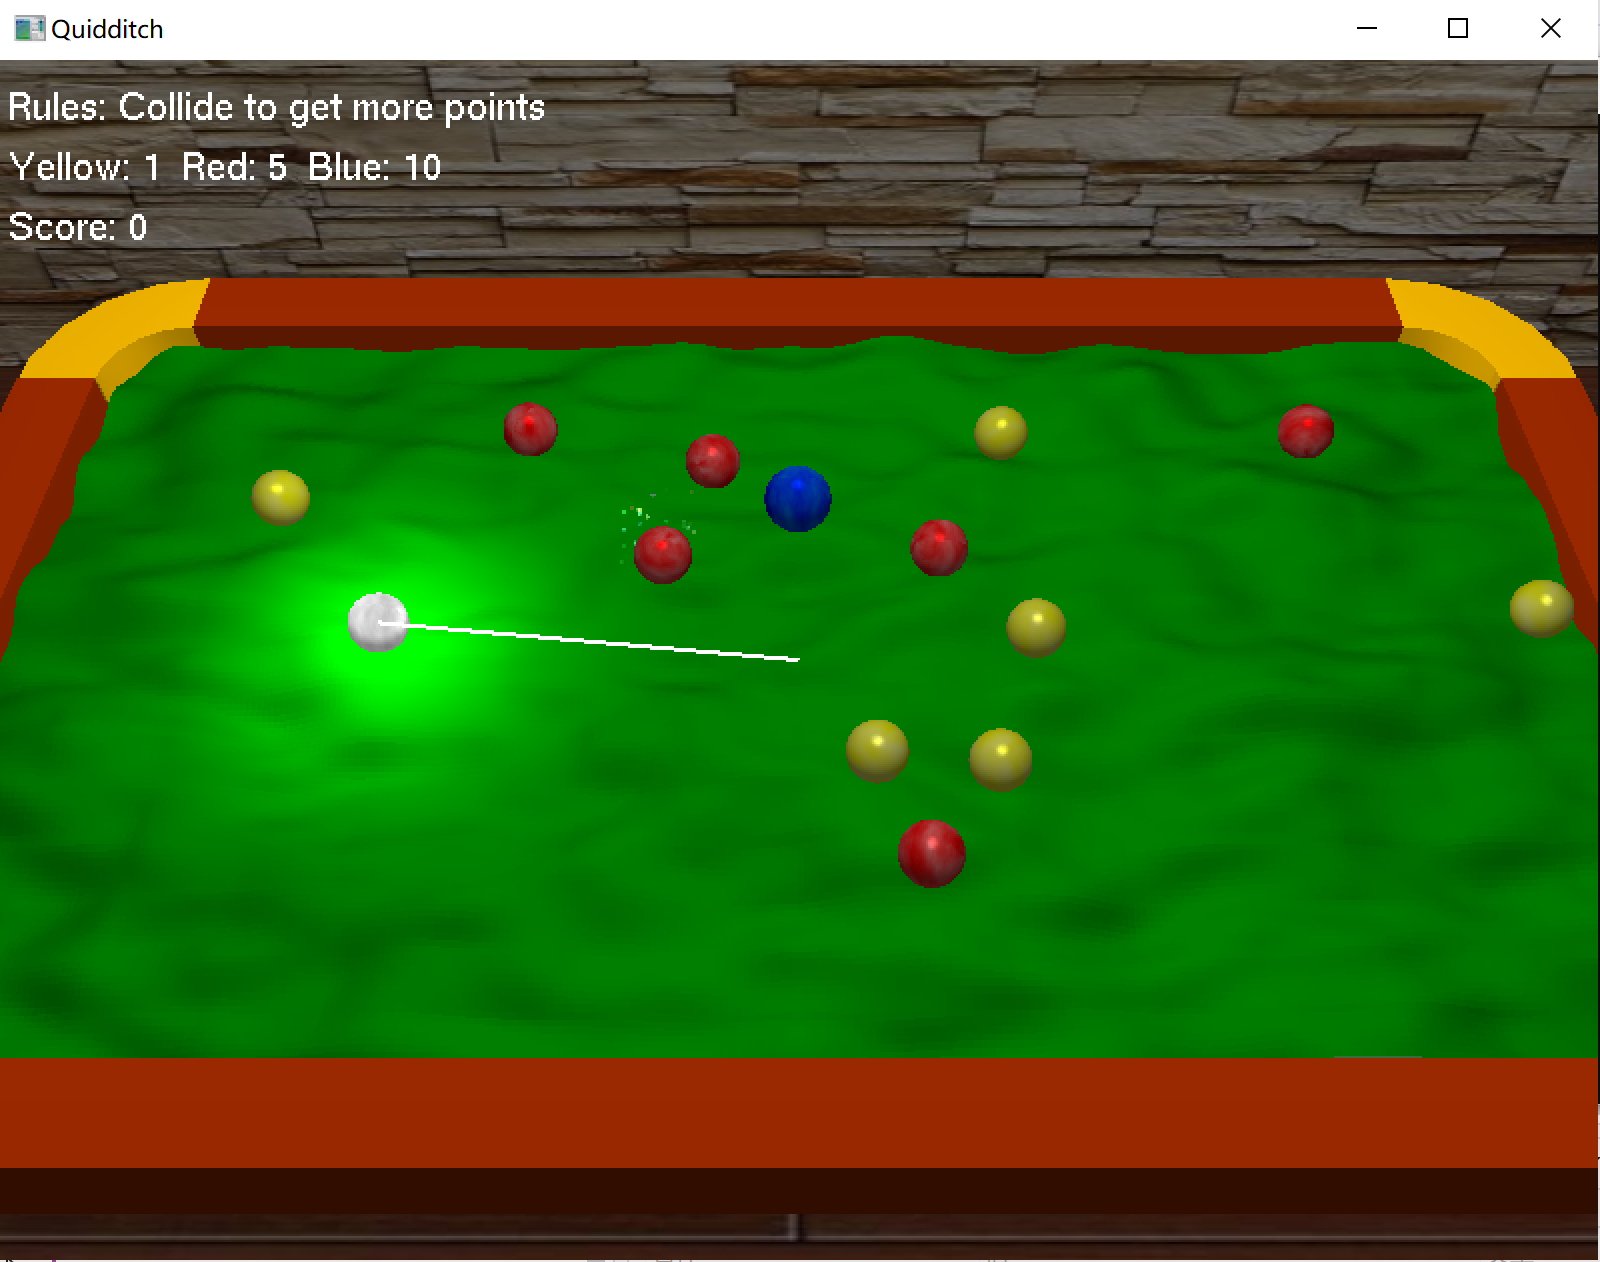 Quidditch
Rules: Collide to get more points
Yellow: 1 Red: 5 Blue: 10
Score: 0